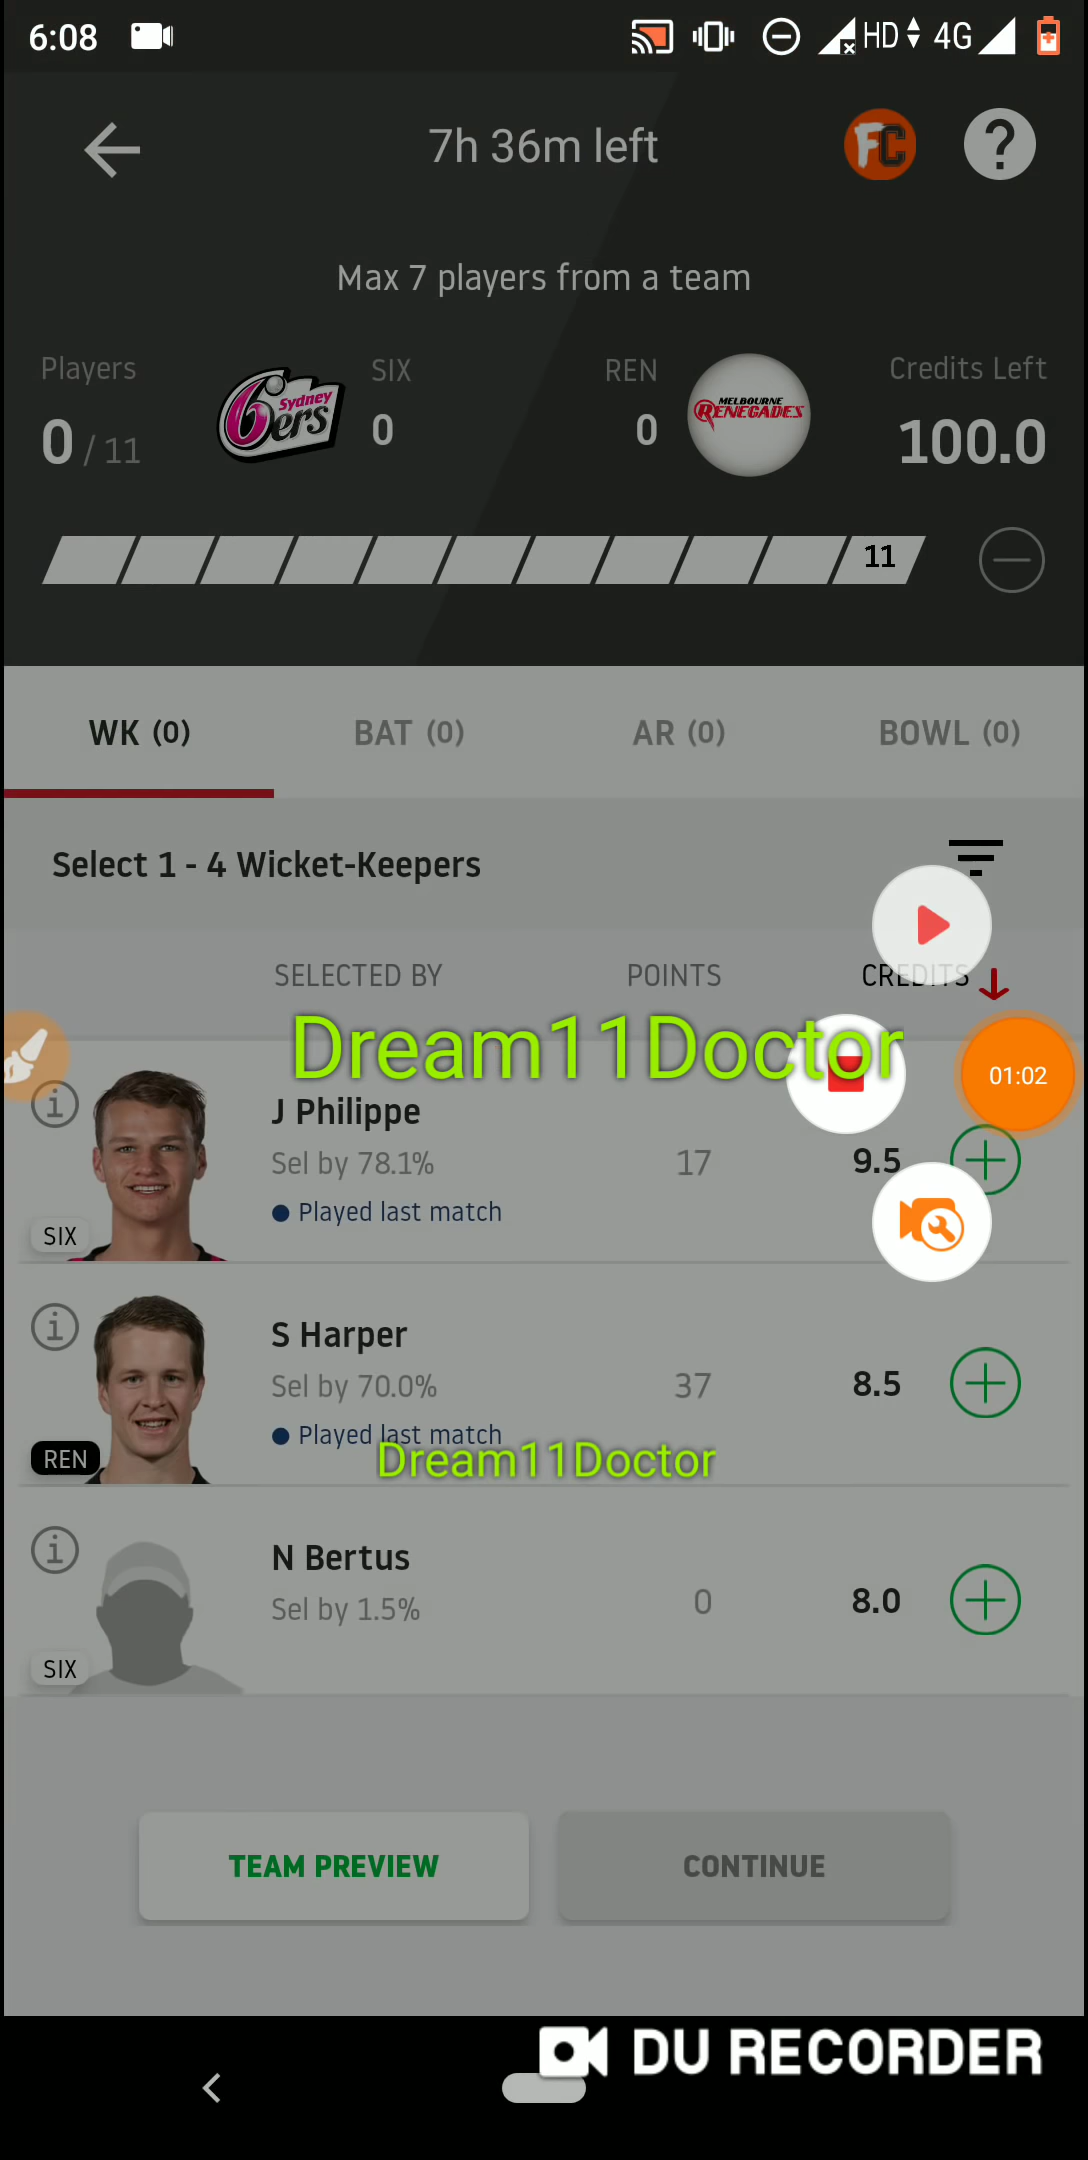 6:08
HD 4G
7h 36m left
FC
?
Max 7 players from a team
Players
SIX
REN
Credits Left
0 / 11
Sydney
6ers
0
0
MELBOURNE
RENEGADES
100.0
11
WK (0)
BAT (0)
AR (0)
BOWL (0)
Select 1 - 4 Wicket-Keepers
SELECTED BY
POINTS
CREDITS
Dream11Doctor
01:02
J Philippe
Sel by 78.1%
17
9.5
Played last match
SIX
S Harper
Sel by 70.0%
37
8.5
Played last match
REN
Dream11Doctor
N Bertus
Sel by 1.5%
0
8.0
SIX
TEAM PREVIEW
CONTINUE
DU RECORDER